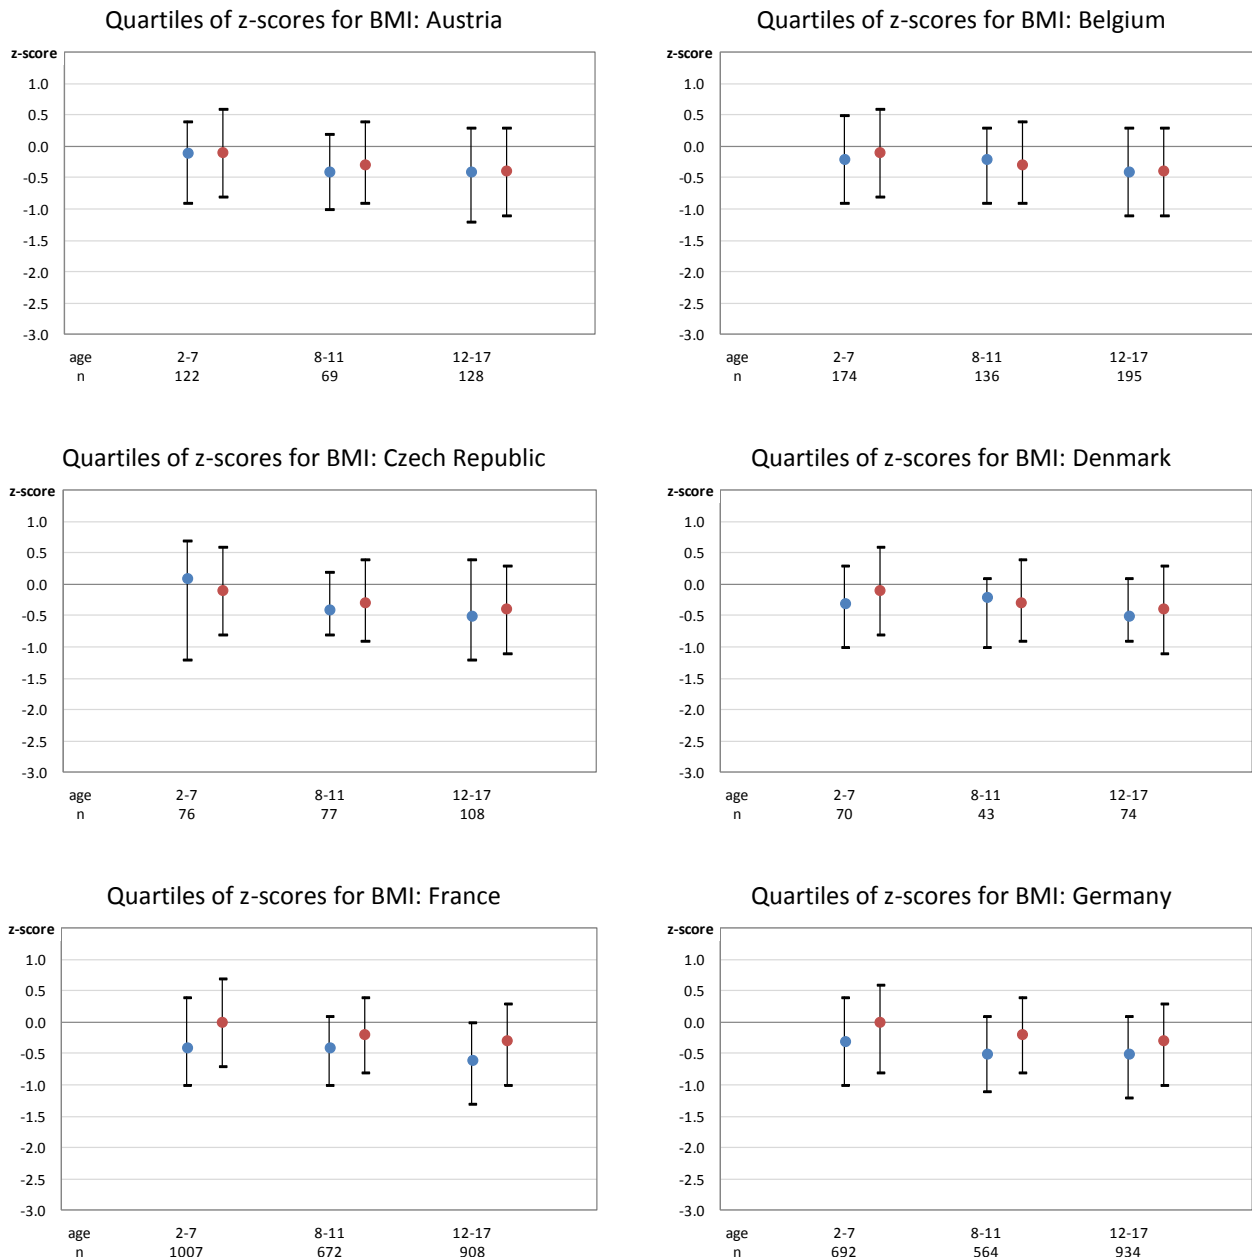 Quartiles of z-scores for BMI: Austria
z-score
1.0
0.5
0.0
-0.5
-1.0
-1.5
-2.0
-2.5
-3.0
age 2-7 8-11 12-17
n 122 69 128
Quartiles of z-scores for BMI: Belgium
z-score
1.0
0.5
0.0
-0.5
-1.0
-1.5
-2.0
-2.5
-3.0
age 2-7 8-11 12-17
n 174 136 195
Quartiles of z-scores for BMI: Czech Republic
z-score
1.0
0.5
0.0
-0.5
-1.0
-1.5
-2.0
-2.5
-3.0
age 2-7 8-11 12-17
n 76 77 108
Quartiles of z-scores for BMI: Denmark
z-score
1.0
0.5
0.0
-0.5
-1.0
-1.5
-2.0
-2.5
-3.0
age 2-7 8-11 12-17
n 70 43 74
Quartiles of z-scores for BMI: France
z-score
1.0
0.5
0.0
-0.5
-1.0
-1.5
-2.0
-2.5
-3.0
age 2-7 8-11 12-17
n 1007 672 908
Quartiles of z-scores for BMI: Germany
z-score
1.0
0.5
0.0
-0.5
-1.0
-1.5
-2.0
-2.5
-3.0
age 2-7 8-11 12-17
n 692 564 934